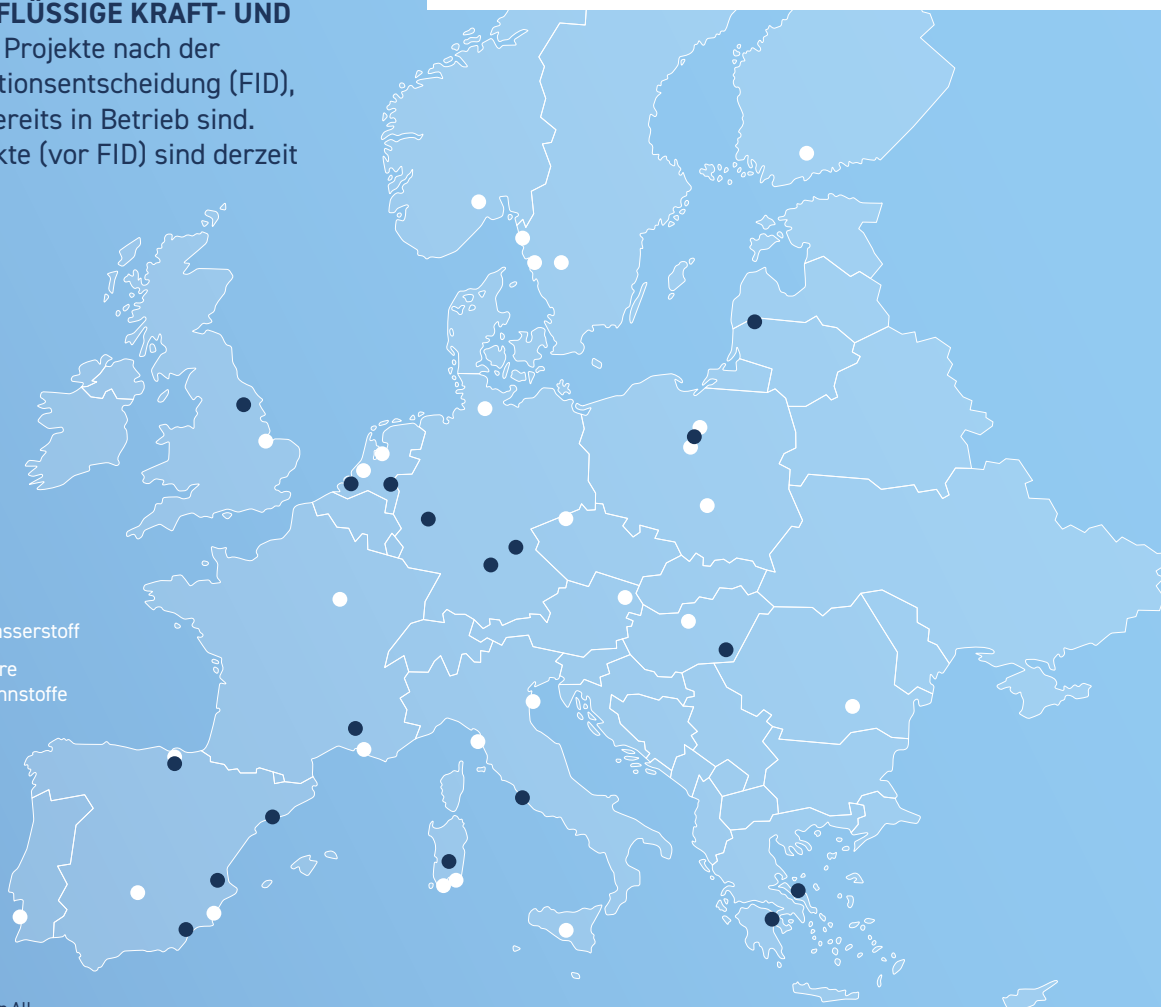 FLÜSSIGE KRAFT- UND
Projekte nach der
tionsentscheidung (FID),
ereits in Betrieb sind.
kte (vor FID) sind derzeit
asserstoff
re
nnstoffe